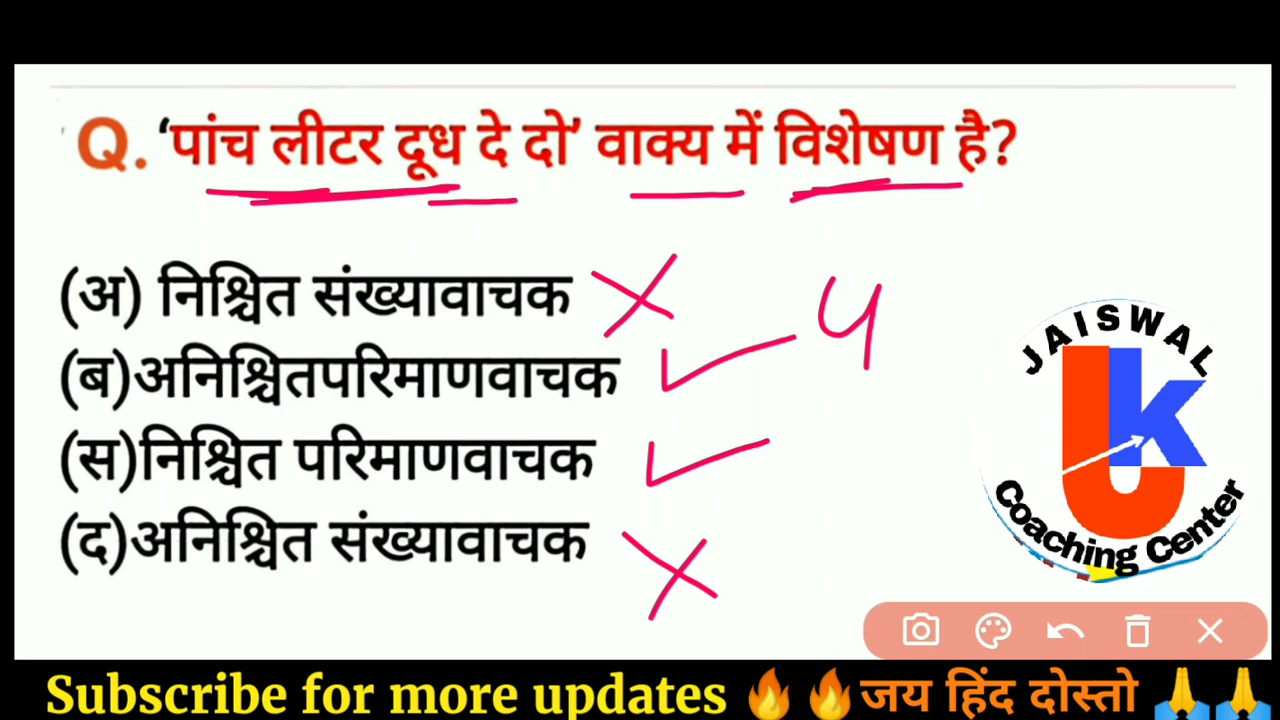 Q. ‘पांच लीटर दूध दे दो’ वाक्य में विशेषण है?
(अ) निश्चित संख्यावाचक
(ब)अनिश्चितपरिमाणवाचक
(स)निश्चित परिमाणवाचक
(द)अनिश्चित संख्यावाचक
JAISWAL
JK
Coaching Center
Subscribe for more updates 🔥🔥जय हिंद दोस्तो 🙏🙏